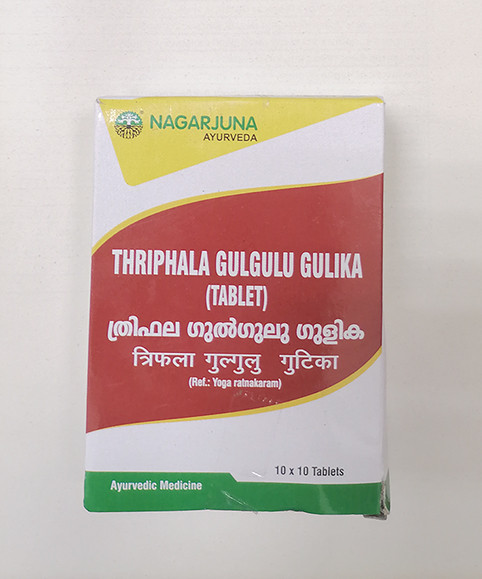 NAGARJUNA
AYURVEDA
THRIPHALA GULGULU GULIKA
(TABLET)
ത്രിഫല ഗുൽഗുലു ഗുളിക
त्रिफला गुल्गुलु गुटिका
(Ref.: Yoga ratnakaram)
10 x 10 Tablets
Ayurvedic Medicine